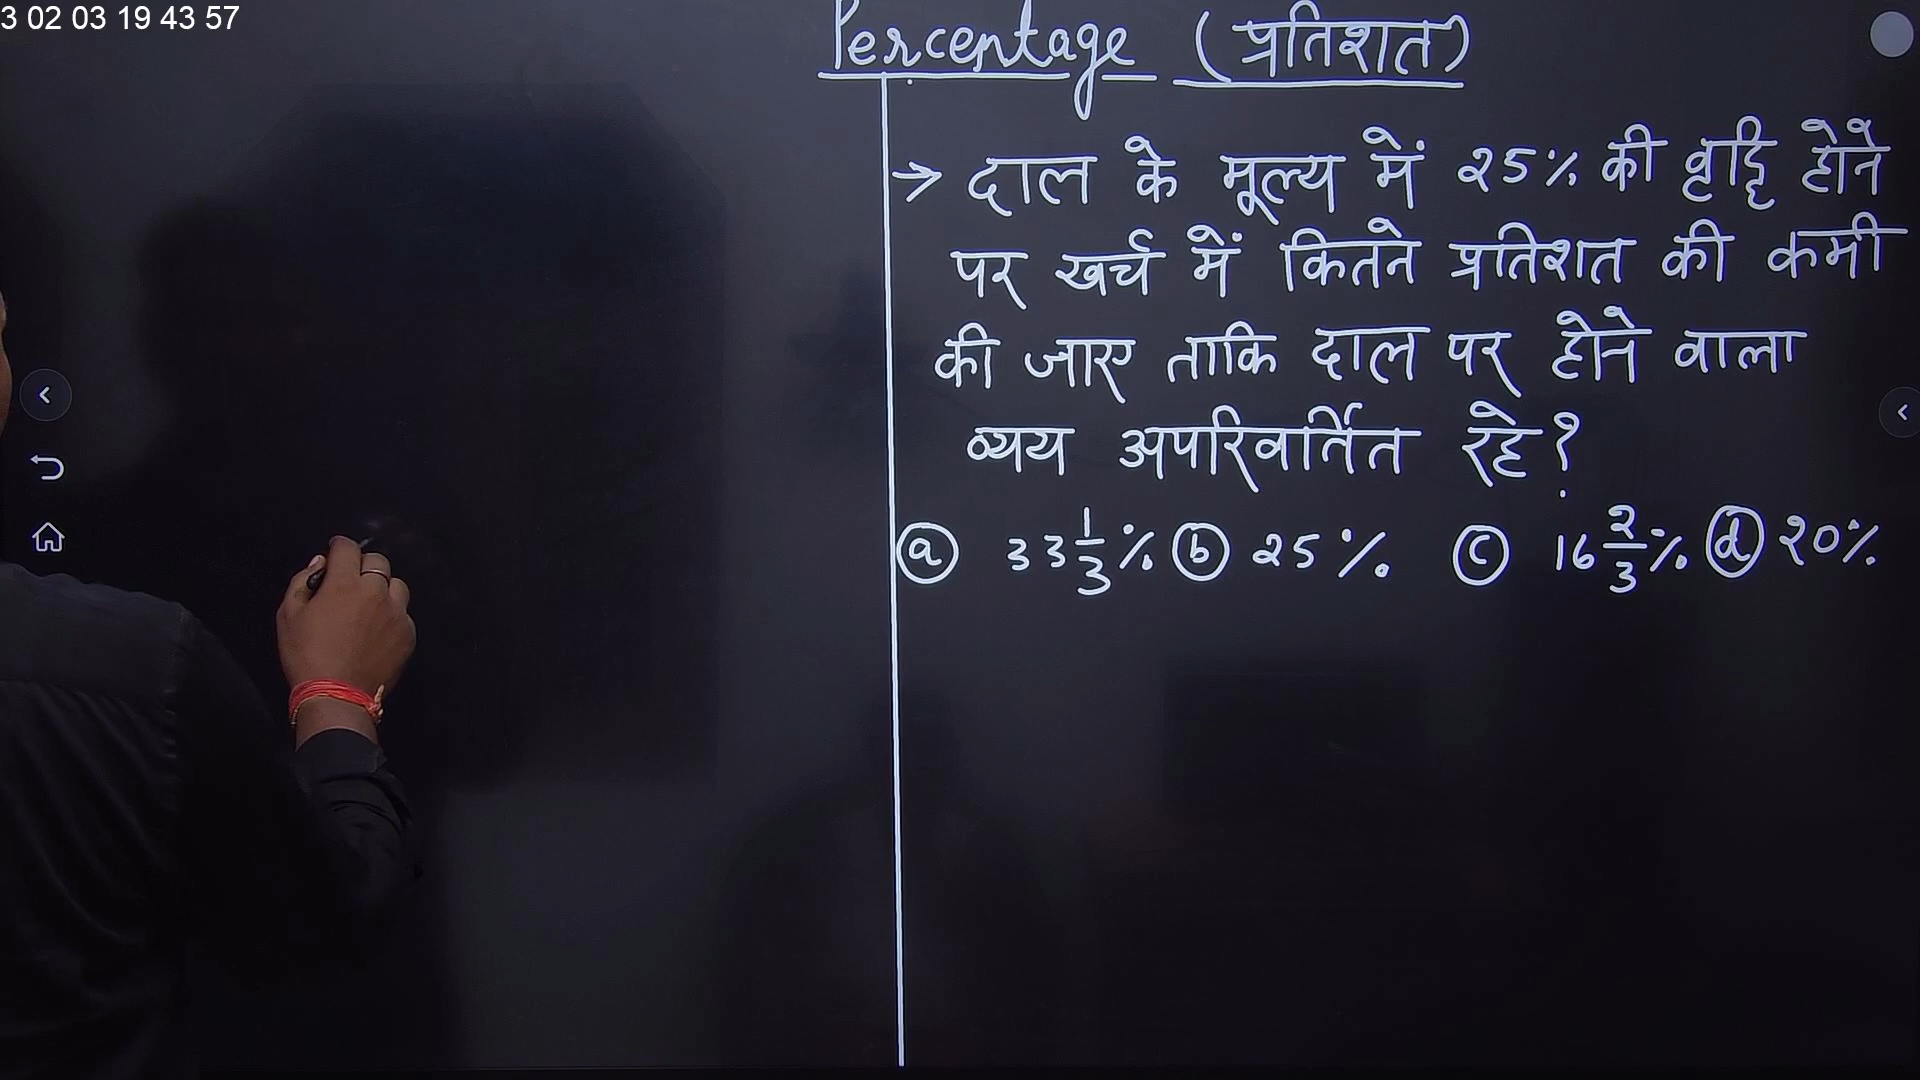 3 02 03 19 43 57
Percentage (प्रतिशत)
→ दाल के मूल्य में 25% की वृद्दि होने
पर खर्च में कितने प्रतिशत की कमी
की जाए ताकि दाल पर होने वाला
व्यय अपरिवर्तित रहे?
ⓐ 33 1/3 % ⓑ 25 % ⓒ 16 2/3 % ⓓ 20%